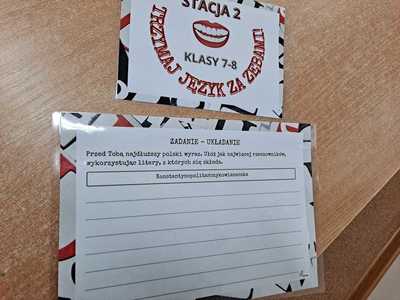 STACJA 2
TRZYMAJ JĘZYK ZA ZĘBAMI!
KLASY 7-8
ZADANIE - UKŁADANIE
Przed Tobą najdłuższy polski wyraz. Ułóż jak najwięcej rzeczowników,
wykorzystując litery, z których się składa.